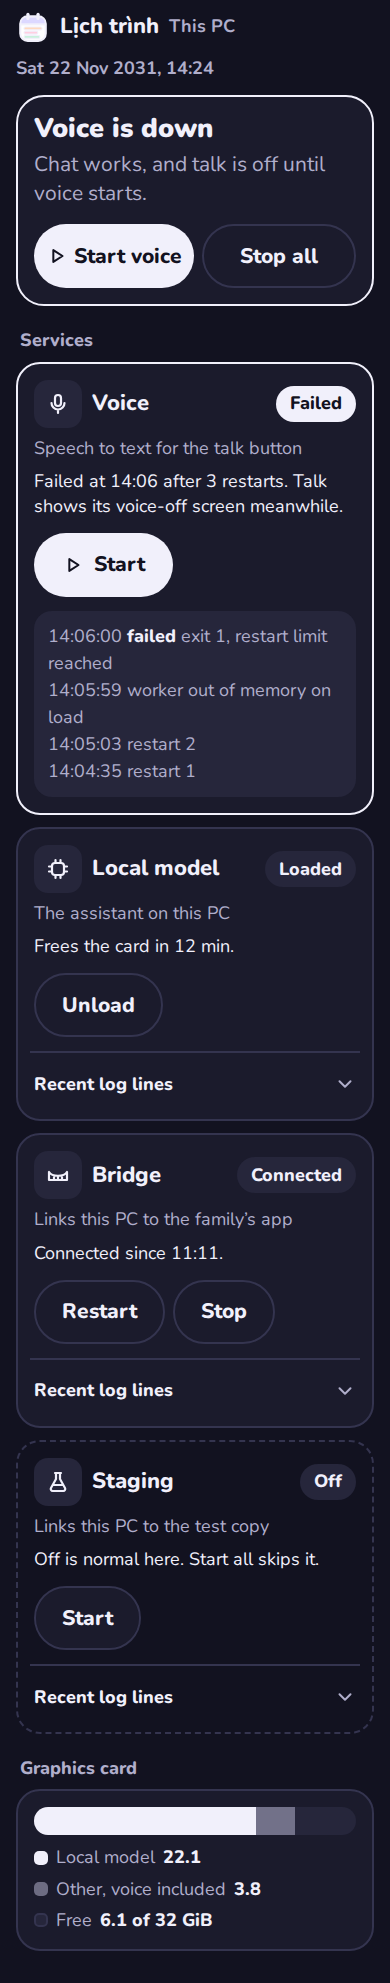 Lịch trình This PC
Sat 22 Nov 2031, 14:24
Voice is down
Chat works, and talk is off until
voice starts.
Start voice
Stop all
Services
Voice
Failed
Speech to text for the talk button
Failed at 14:06 after 3 restarts. Talk
shows its voice-off screen meanwhile.
Start
14:06:00 failed exit 1, restart limit
reached
14:05:59 worker out of memory on
load
14:05:03 restart 2
14:04:35 restart 1
Local model
Loaded
The assistant on this PC
Frees the card in 12 min.
Unload
Recent log lines
Bridge
Connected
Links this PC to the family’s app
Connected since 11:11.
Restart
Stop
Recent log lines
Staging
Off
Links this PC to the test copy
Off is normal here. Start all skips it.
Start
Recent log lines
Graphics card
Local model 22.1
Other, voice included 3.8
Free 6.1 of 32 GiB